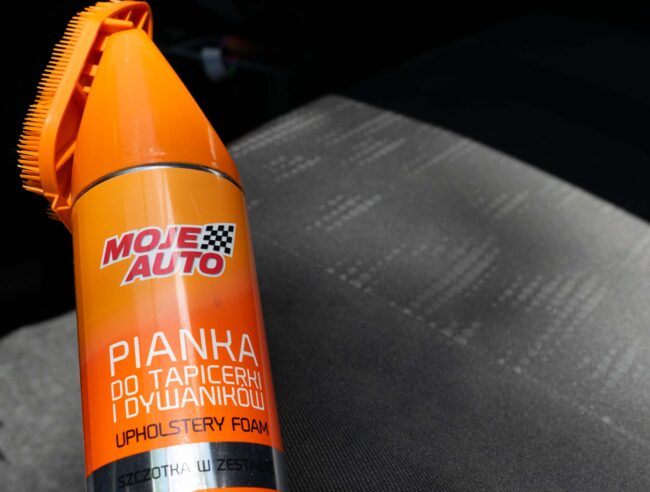 MOJE
AUTO
PIANKA
DO TAPICERKI
I DYWANIKÓW
UPHOLSTERY FOAM
SZCZOTKA W ZESTAWIE